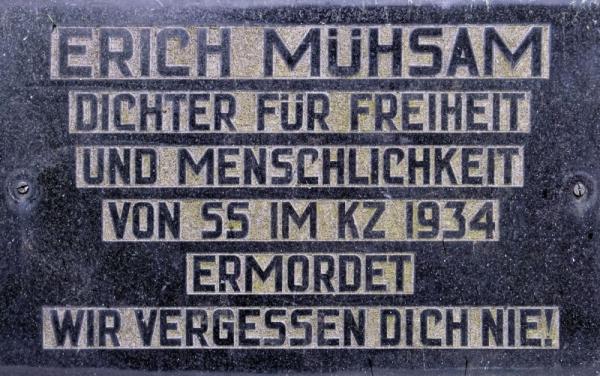 ERICH MÜHSAM
DICHTER FÜR FREIHEIT
UND MENSCHLICHKEIT
VON SS IM KZ 1934
ERMORDET
WIR VERGESSEN DICH NIE!